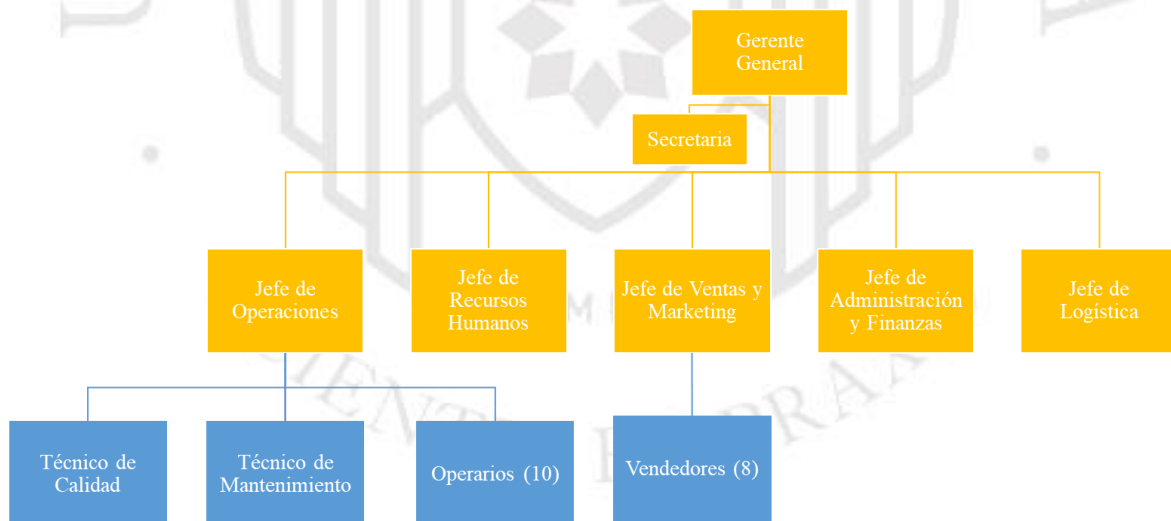 Gerente
General
Secretaria
Jefe de
Operaciones
Jefe de
Recursos
Humanos
Jefe de Ventas y
Marketing
Jefe de
Administración
y Finanzas
Jefe de
Logística
Técnico de
Calidad
Técnico de
Mantenimiento
Operarios (10)
Vendedores (8)